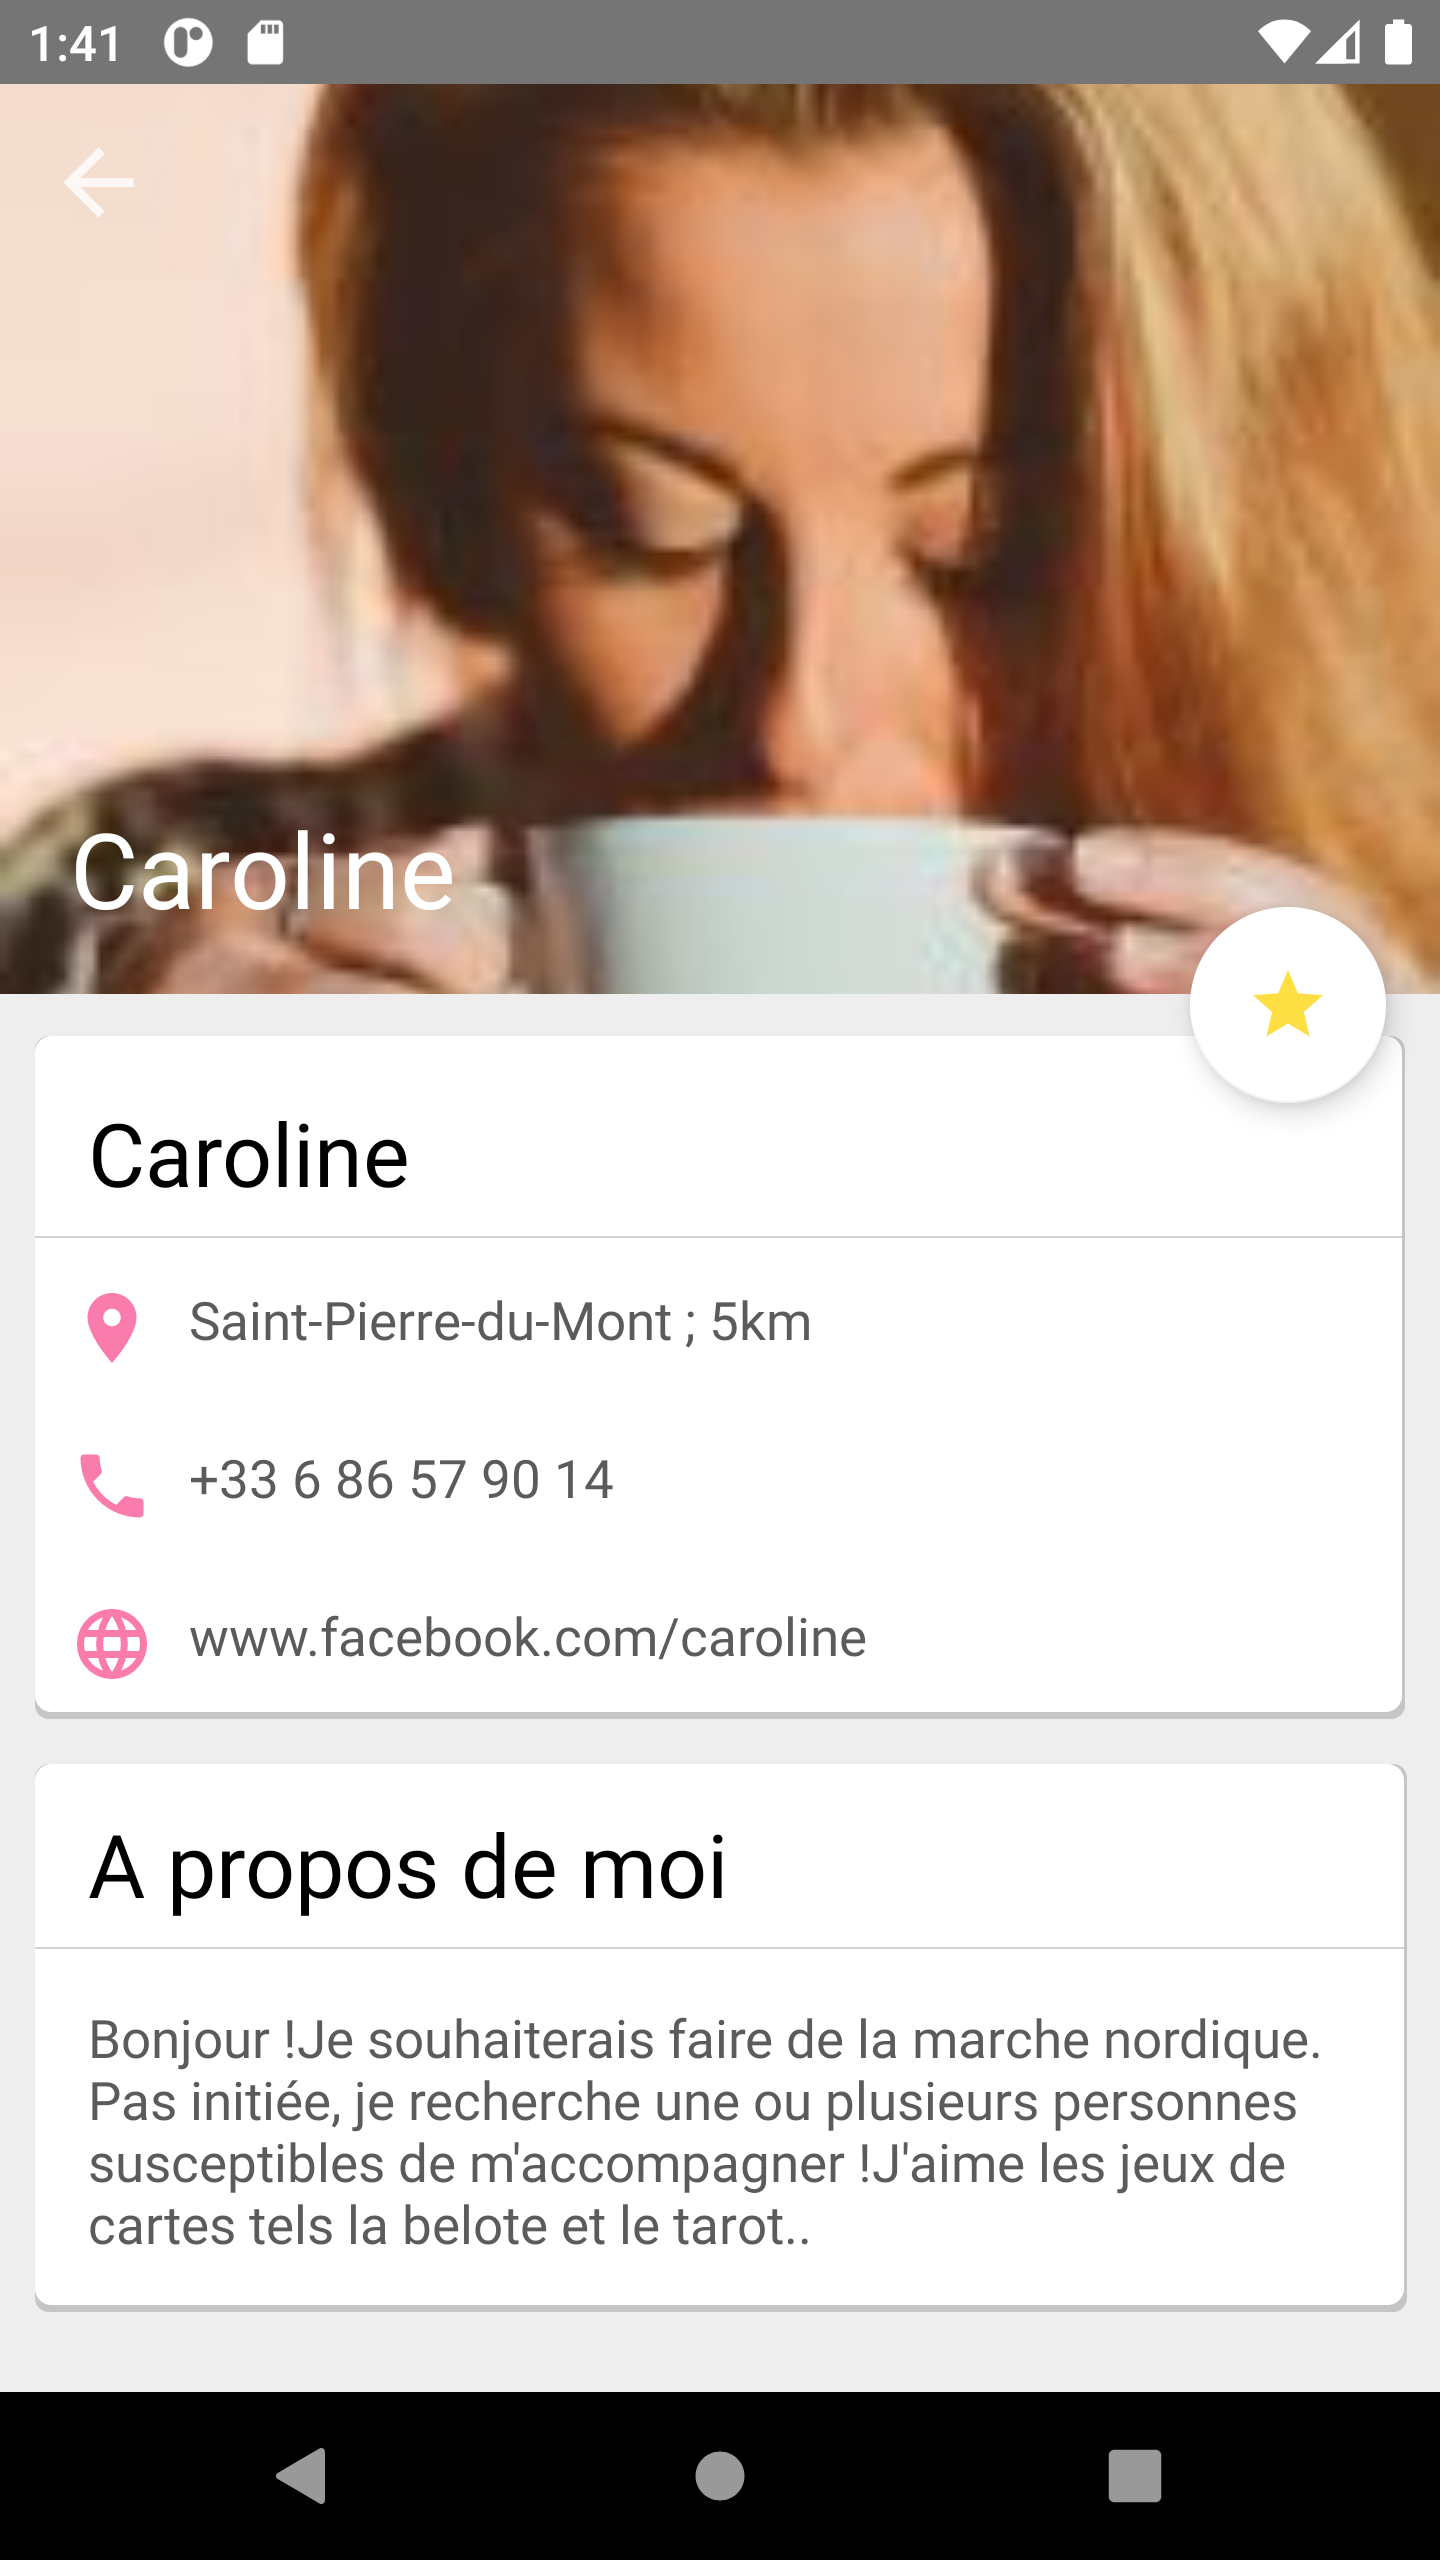 1:41
Caroline
Caroline
Saint-Pierre-du-Mont ; 5km
+33 6 86 57 90 14
www.facebook.com/caroline
A propos de moi
Bonjour !Je souhaiterais faire de la marche nordique.
Pas initiée, je recherche une ou plusieurs personnes
susceptibles de m'accompagner !J'aime les jeux de
cartes tels la belote et le tarot..